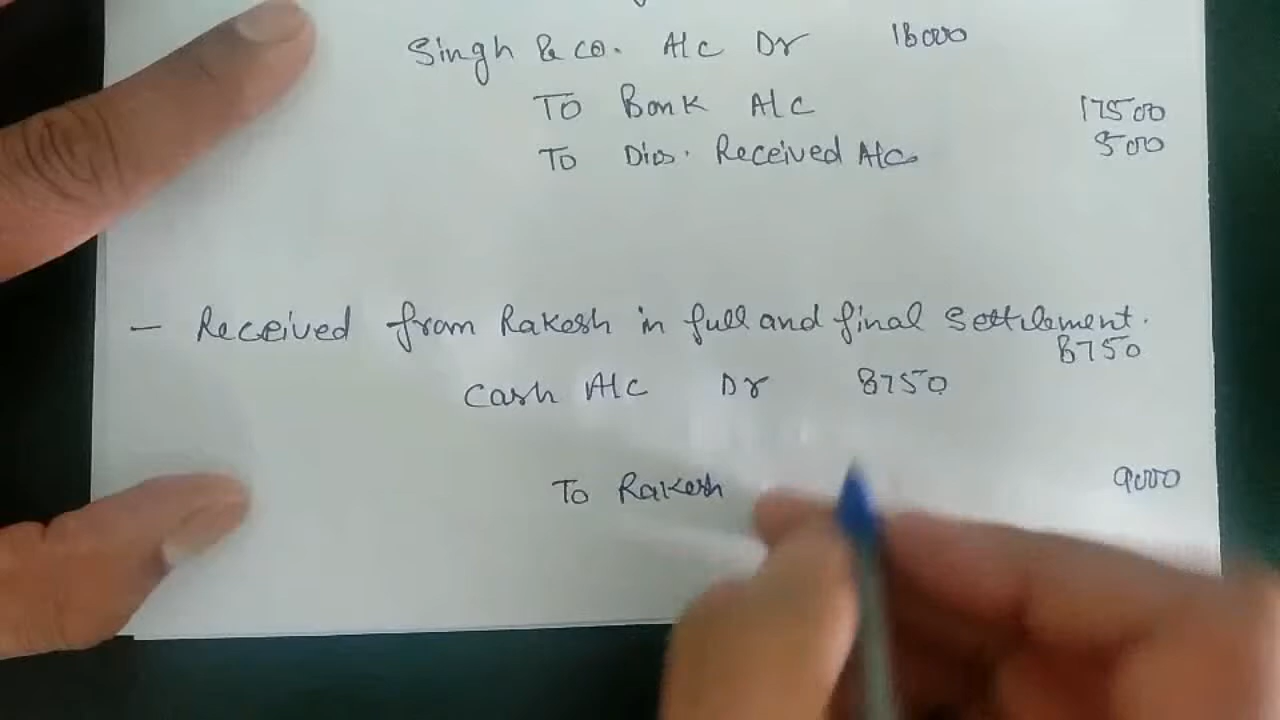 Singh & co. A/c Dr 18000
To Bank A/c 17500
To Dis. Received A/c 500
– Received from Rakesh in full and final Settlement.
8750
Cash A/c Dr 8750
To Rakesh 9000